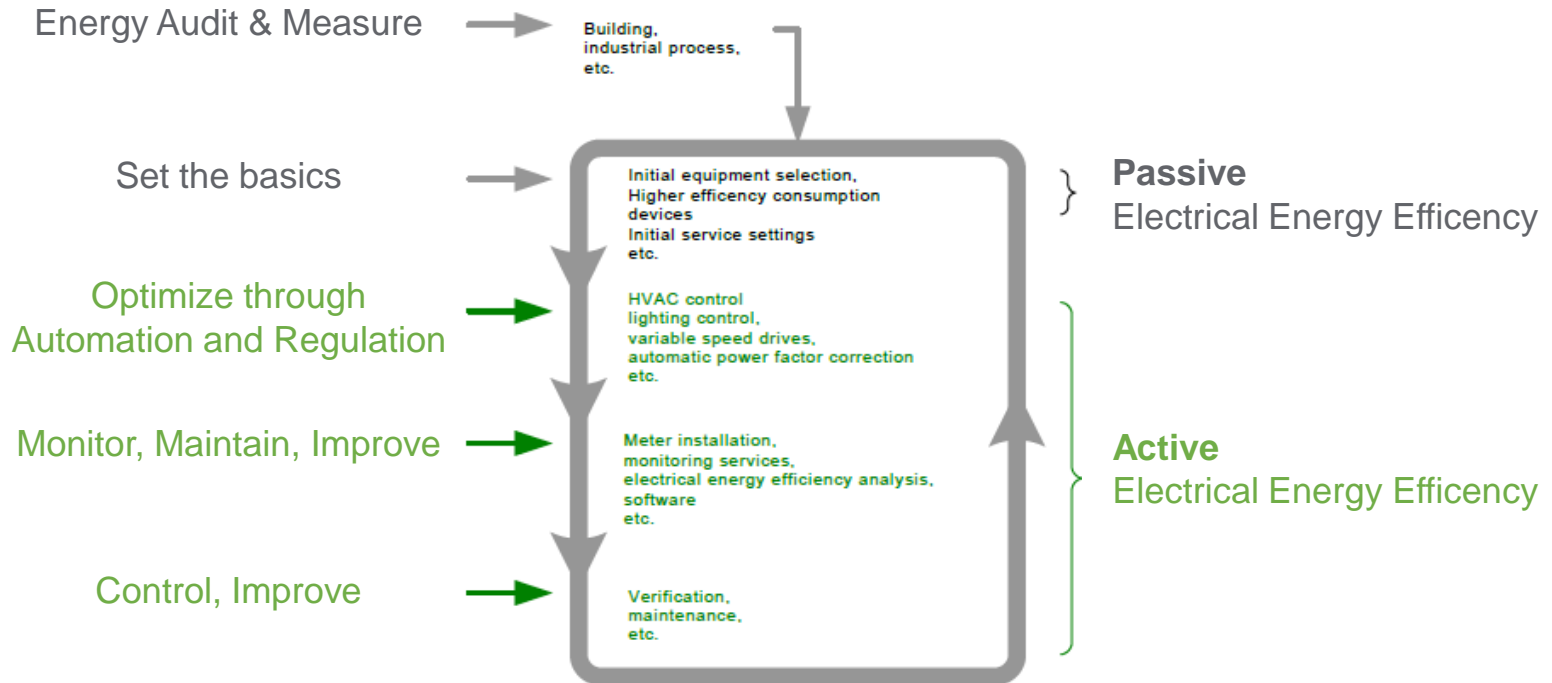 Energy Audit & Measure
Building,
industrial process,
etc.
Set the basics
Initial equipment selection,
Higher efficency consumption
devices
Initial service settings
etc.
Passive
Electrical Energy Efficency
Optimize through
Automation and Regulation
HVAC control
lighting control,
variable speed drives,
automatic power factor correction
etc.
Monitor, Maintain, Improve
Meter installation,
monitoring services,
electrical energy efficiency analysis,
software
etc.
Active
Electrical Energy Efficency
Control, Improve
Verification,
maintenance,
etc.